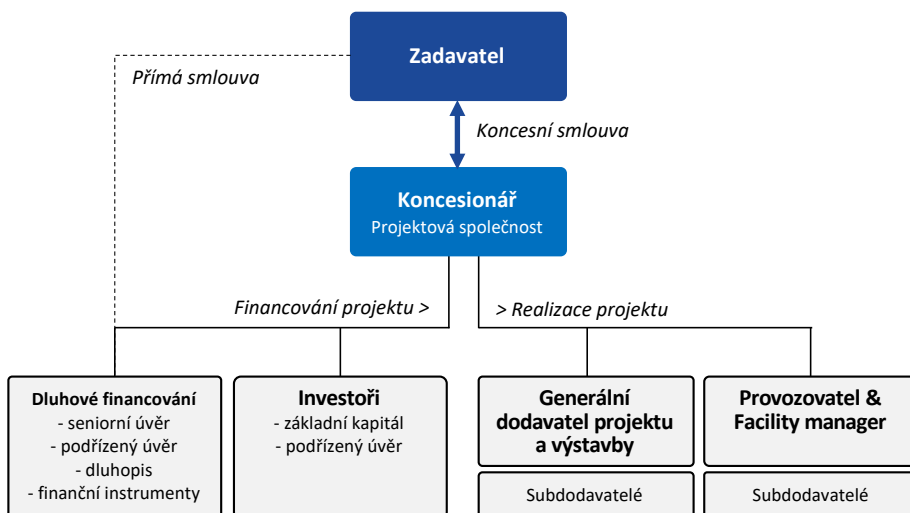 Zadavatel
Přímá smlouva
Koncesní smlouva
Koncesionář
Projektová společnost
Financování projektu >
> Realizace projektu
Dluhové financování
- seniorní úvěr
- podřízený úvěr
- dluhopis
- finanční instrumenty
Investoři
- základní kapitál
- podřízený úvěr
Generální
dodavatel projektu
a výstavby
Subdodavatelé
Provozovatel &
Facility manager
Subdodavatelé